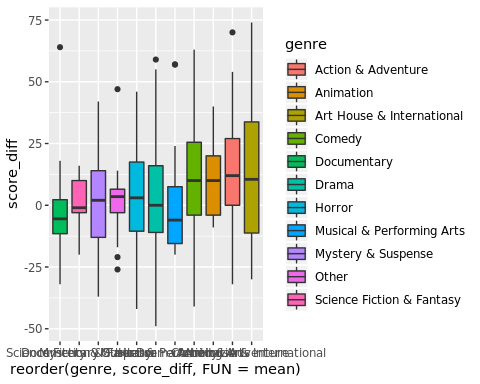 genre
Action & Adventure
Animation
Art House & International
Comedy
Documentary
Drama
Horror
Musical & Performing Arts
Mystery & Suspense
Other
Science Fiction & Fantasy
score_diff
75
50
25
0
-25
-50
reorder(genre, score_diff, FUN = mean)